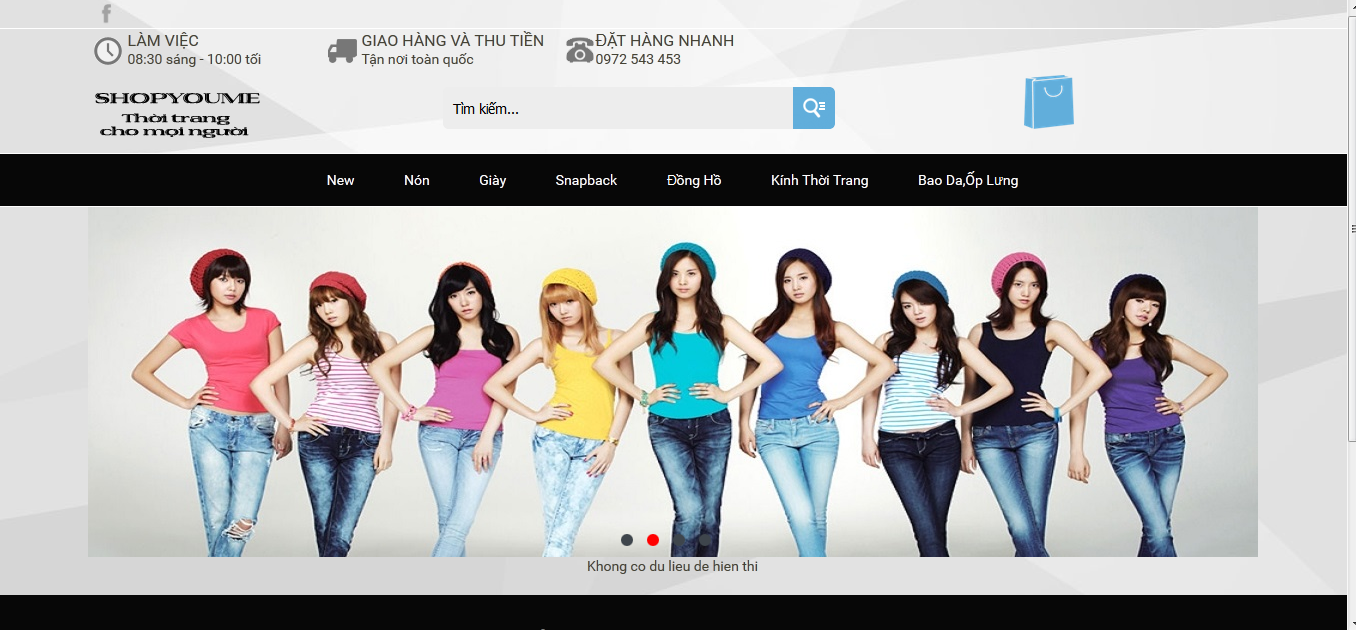 LÀM VIỆC
08:30 sáng - 10:00 tối
GIAO HÀNG VÀ THU TIỀN
Tận nơi toàn quốc
ĐẶT HÀNG NHANH
0972 543 453
SHOPYOUME
Thời trang
cho mọi người
Tìm kiếm...
New Nón Giày Snapback Đồng Hồ Kính Thời Trang Bao Da,Ốp Lưng
Khong co du lieu de hien thi